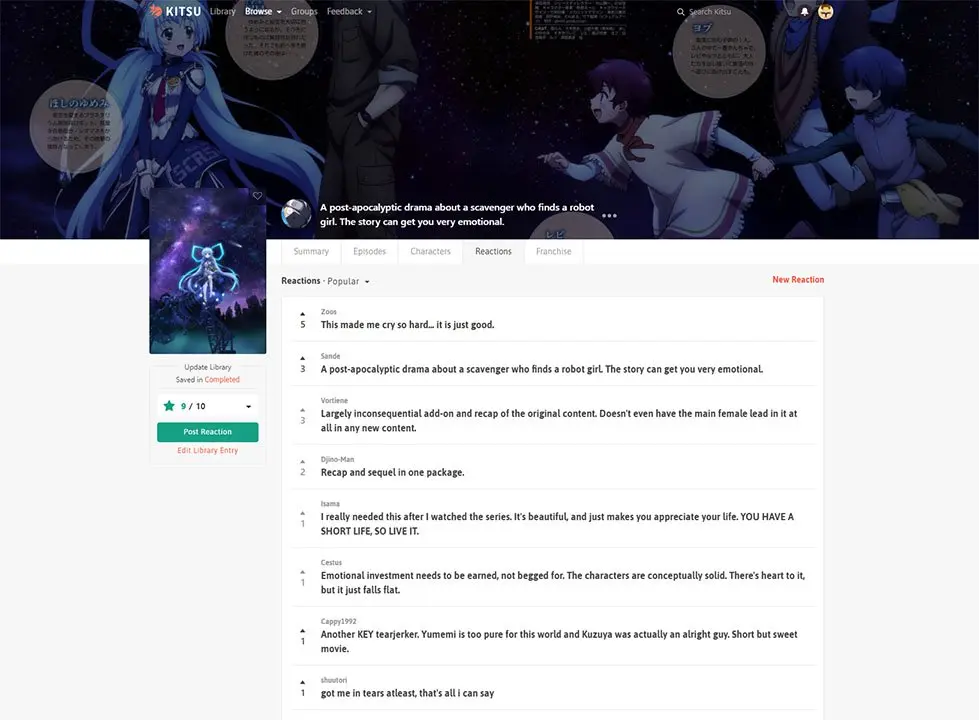 KITSU
Library
Browse
Groups
Feedback
Search Kitsu
ほしのゆめみ
ヨブ
レビ
A post-apocalyptic drama about a scavenger who finds a robot
girl. The story can get you very emotional.
Summary
Episodes
Characters
Reactions
Franchise
Update Library
Saved in Completed
9 / 10
Post Reaction
Edit Library Entry
Reactions · Popular
New Reaction
Zoos
5
This made me cry so hard... it is just good.
Sande
3
A post-apocalyptic drama about a scavenger who finds a robot girl. The story can get you very emotional.
Vortiene
3
Largely inconsequential add-on and recap of the original content. Doesn't even have the main female lead in it at
all in any new content.
Djino-Man
2
Recap and sequel in one package.
Isama
1
I really needed this after I watched the series. It's beautiful, and just makes you appreciate your life. YOU HAVE A
SHORT LIFE, SO LIVE IT.
Cestus
1
Emotional investment needs to be earned, not begged for. The characters are conceptually solid. There's heart to it,
but it just falls flat.
Cappy1992
1
Another KEY tearjerker. Yumemi is too pure for this world and Kuzuya was actually an alright guy. Short but sweet
movie.
shuutori
1
got me in tears atleast, that's all i can say